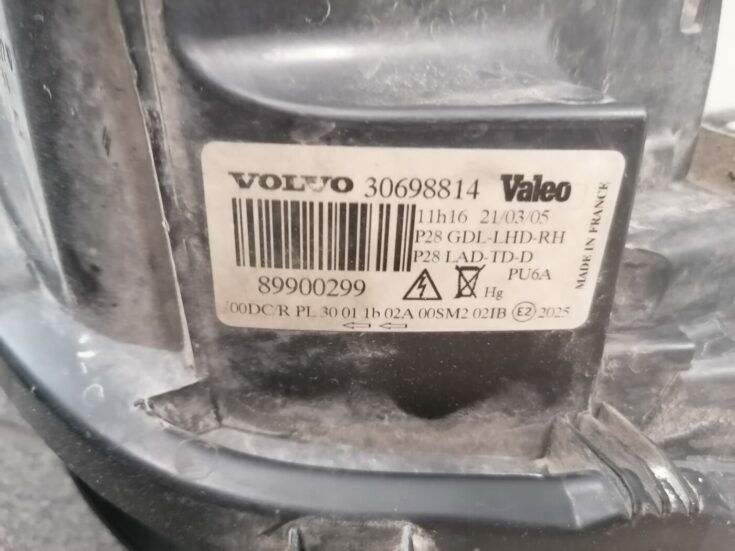 VOLVO 30698814 Valeo
11h16 21/03/05
P28 GDL-LHD-RH
P28 LAD-TD-D
PU6A
89900299
Hg
00DC/R PL 30 01 1b 02A 00SM2 02IB E2 2025
MADE IN FRANCE